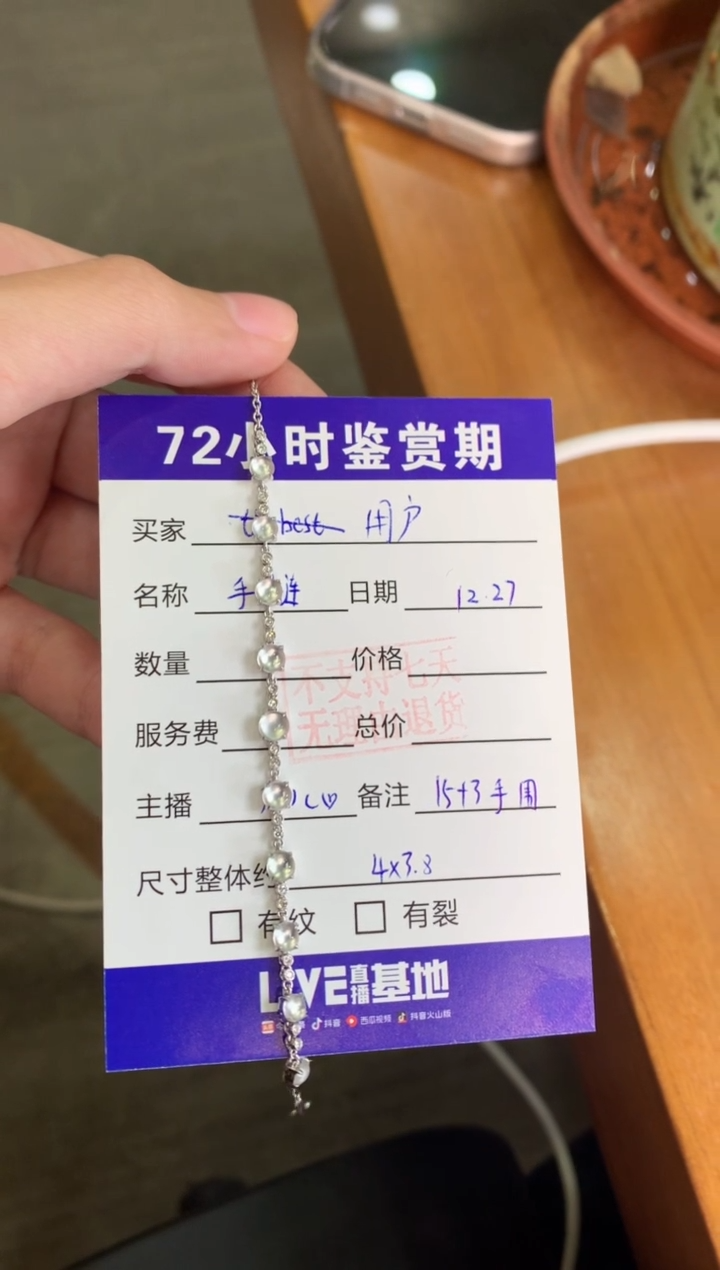 72小时鉴赏期
买家 用户
名称 手连 日期 12.27
数量 价格
不支持七天
无理由退货
服务费 总价
主播 备注 15+3手围
尺寸整体约 4x3.8
有纹 有裂
LIVE直播基地
抖音 西瓜视频 抖音火山版